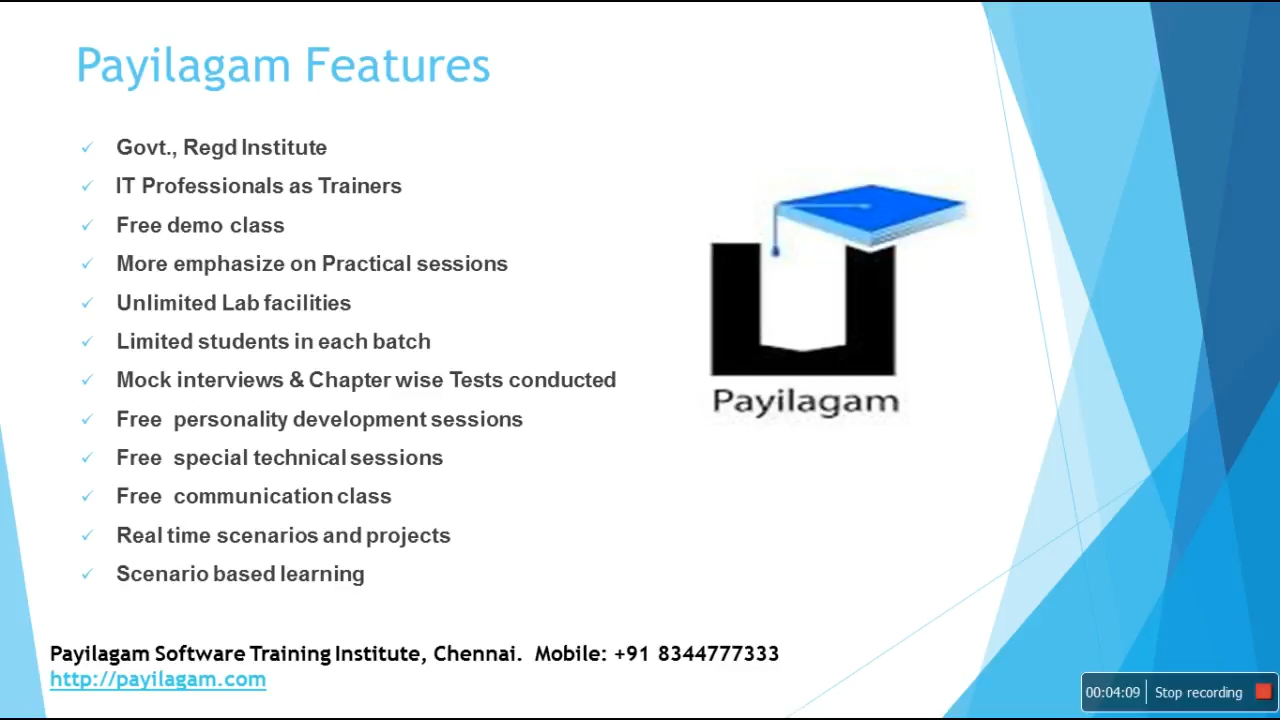 Payilagam Features
Govt., Regd Institute
IT Professionals as Trainers
Free demo class
More emphasize on Practical sessions
Unlimited Lab facilities
Limited students in each batch
Mock interviews & Chapter wise Tests conducted
Free personality development sessions
Free special technical sessions
Free communication class
Real time scenarios and projects
Scenario based learning
Payilagam
Payilagam Software Training Institute, Chennai. Mobile: +91 8344777333
http://payilagam.com
00:04:09 Stop recording